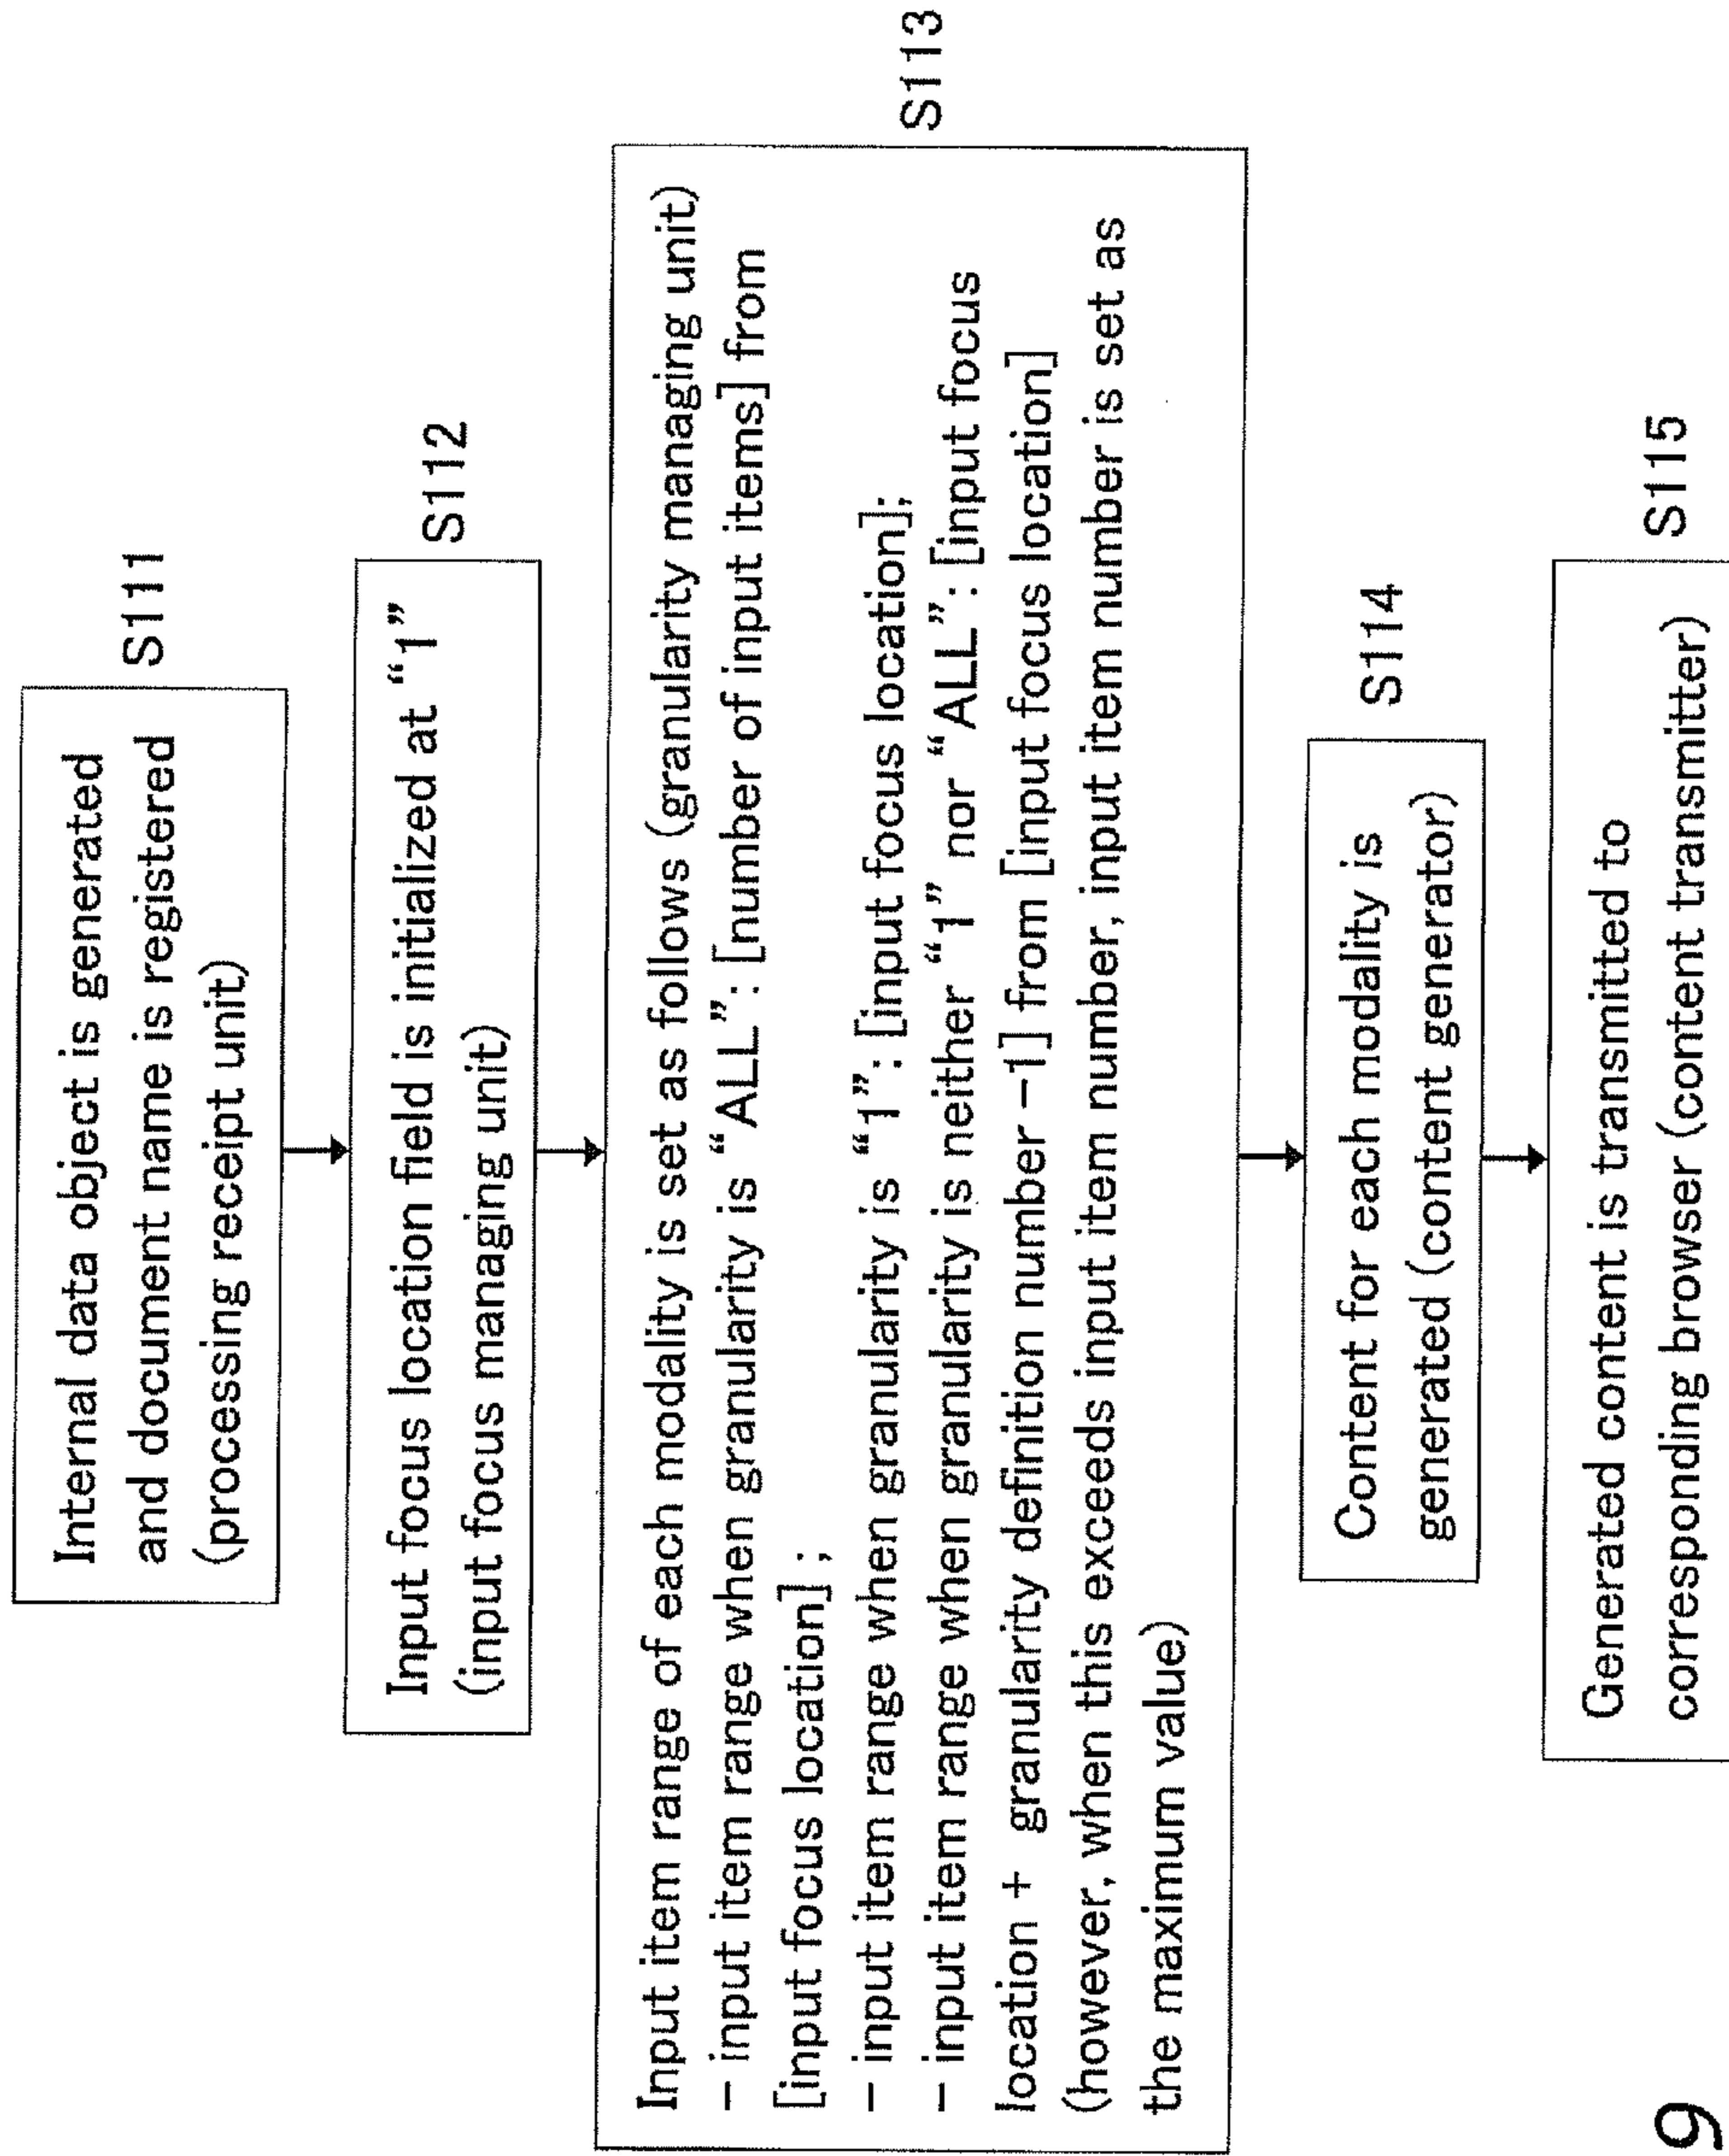 Internal data object is generated
and document name is registered
(processing receipt unit)
S111
Input focus location field is initialized at “1”
(input focus managing unit)
S112
Input item range of each modality is set as follows (granularity managing unit)
– input item range when granularity is “ALL”: [number of input items] from
[input focus location] ;
– input item range when granularity is “1”: [input focus location];
– input item range when granularity is neither “1” nor “ALL”: [input focus
location + granularity definition number –1] from [input focus location]
(however, when this exceeds input item number, input item number is set as
the maximum value)
S113
Content for each modality is
generated (content generator)
S114
Generated content is transmitted to
corresponding browser (content transmitter)
S115
9